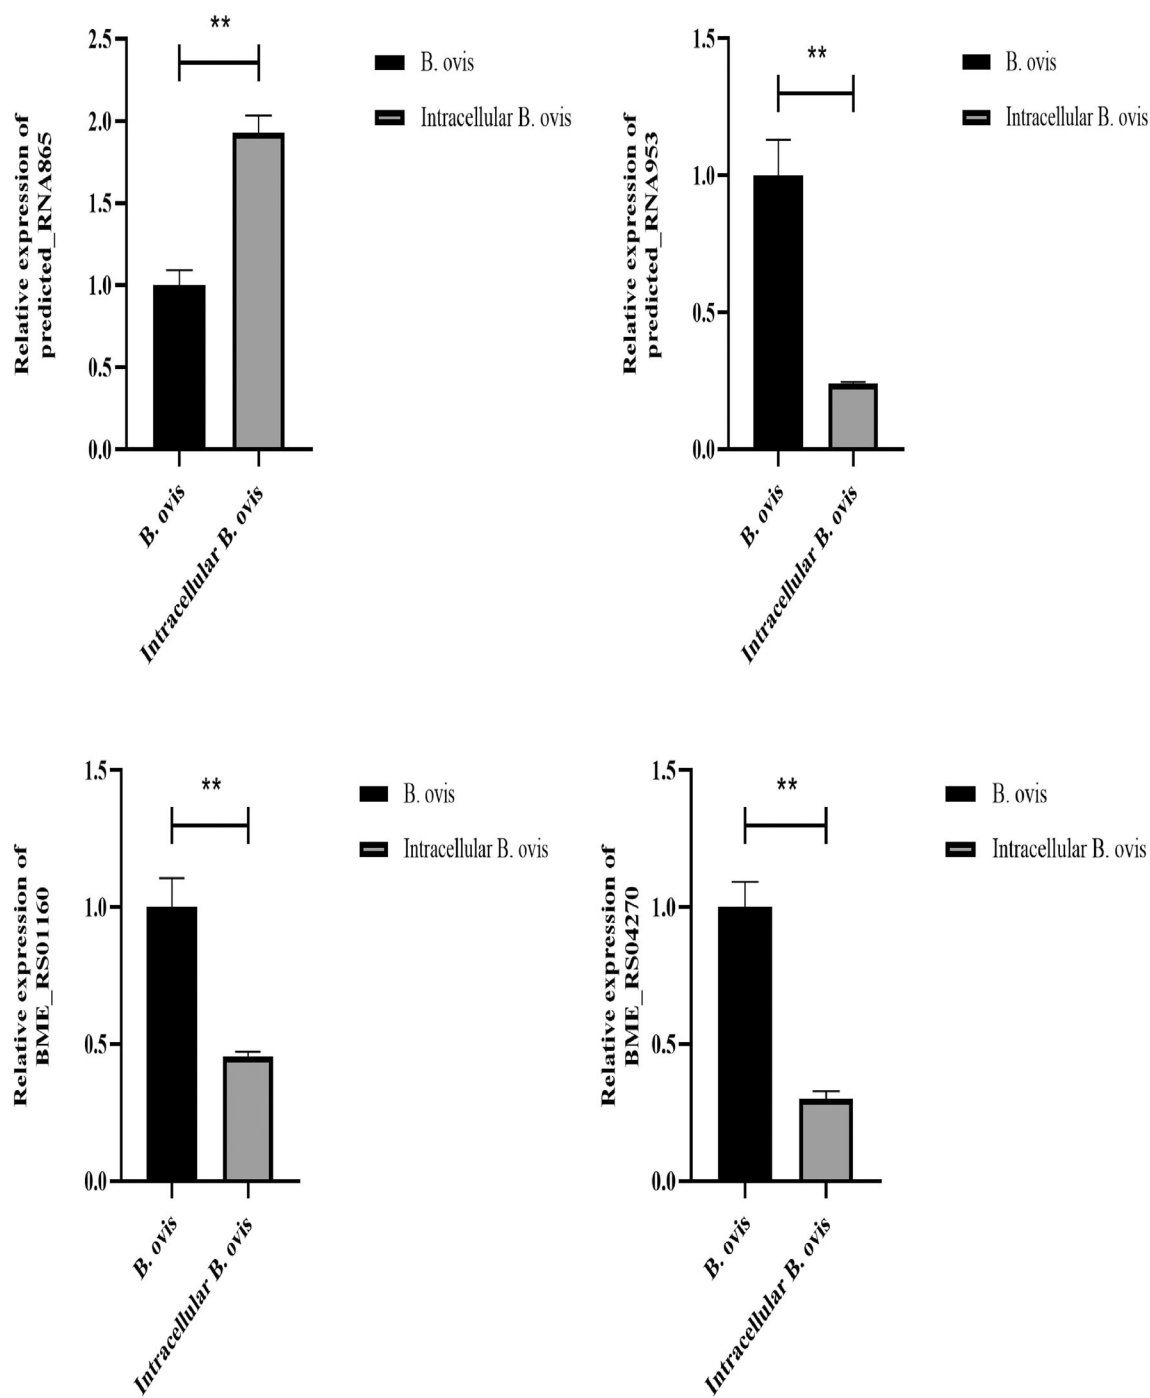 Relative expression of
predicted_RNA865
2.5
2.0
1.5
1.0
0.5
0.0
**
B. ovis
Intracellular B. ovis
B. ovis
Intracellular B. ovis
Relative expression of
predicted_RNA953
1.5
1.0
0.5
0.0
**
B. ovis
Intracellular B. ovis
B. ovis
Intracellular B. ovis
Relative expression of
BME_RS01160
1.5
1.0
0.5
0.0
**
B. ovis
Intracellular B. ovis
B. ovis
Intracellular B. ovis
Relative expression of
BME_RS04270
1.5
1.0
0.5
0.0
**
B. ovis
Intracellular B. ovis
B. ovis
Intracellular B. ovis